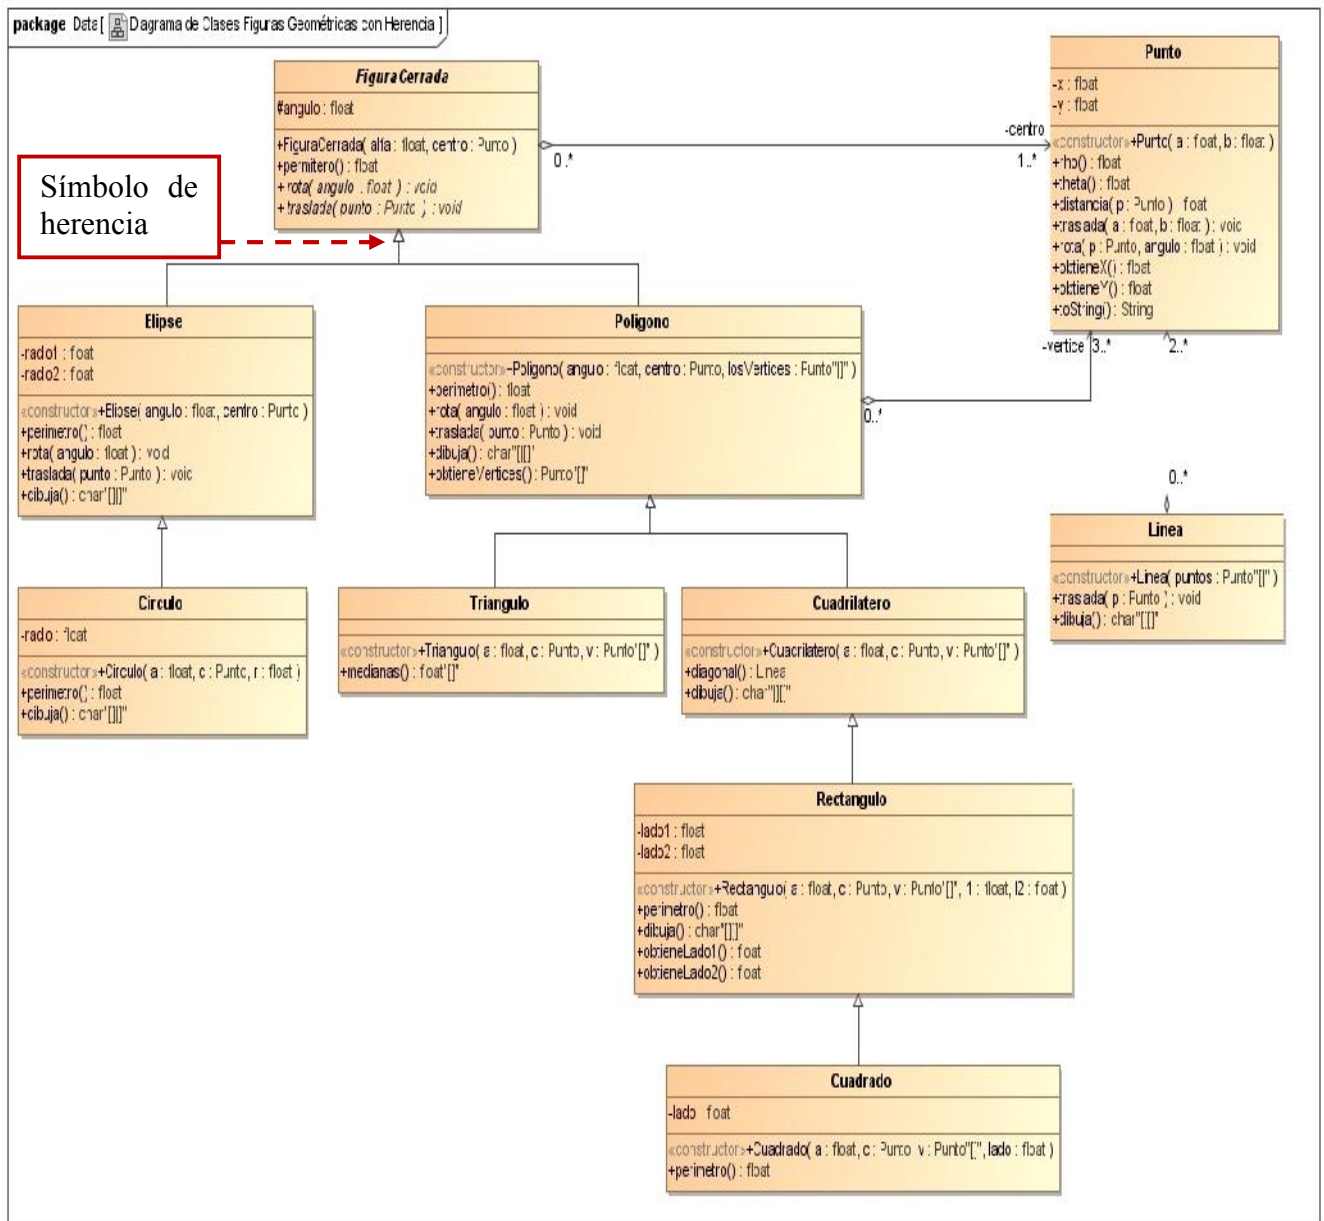 package Data [ Diagrama de Clases Figuras Geométricas con Herencia ]
FiguraCerrada
#angulo : float
+FiguraCerrada( alfa : float, centro : Punto )
+permitero() : float
+rota( angulo : float ) : void
+traslada( punto : Punto ) : void
0..*
-centro
1..*
Punto
-x : float
-y : float
«constructor»+Punto( a : float, b : float )
+rho() : float
+theta() : float
+distancia( p : Punto ) : float
+traslada( a : float, b : float ) : void
+rota( p : Punto, angulo : float ) : void
+obtieneX() : float
+obtieneY() : float
+toString() : String
Símbolo de
herencia
Elipse
-radio1 : float
-radio2 : float
«constructor»+Elipse( angulo : float, centro : Punto )
+perimetro() : float
+rota( angulo : float ) : void
+traslada( punto : Punto ) : void
+dibuja() : char"[][]"
Poligono
«constructor»+Poligono( angulo : float, centro : Punto, losVertices : Punto"[]" )
+perimetro() : float
+rota( angulo : float ) : void
+traslada( punto : Punto ) : void
+dibuja() : char"[][]"
+obtieneVertices() : Punto"[]"
0..*
-vertice 3..*
2..*
0..*
Linea
«constructor»+Linea( puntos : Punto"[]" )
+traslada( p : Punto ) : void
+dibuja() : char"[][]"
Circulo
-radio : float
«constructor»+Circulo( a : float, c : Punto, r : float )
+perimetro() : float
+dibuja() : char"[][]"
Triangulo
«constructor»+Triangulo( a : float, c : Punto, v : Punto"[]" )
+medianas() : float"[]"
Cuadrilatero
«constructor»+Cuadrilatero( a : float, c : Punto, v : Punto"[]" )
+diagonal() : Linea
+dibuja() : char"[][]"
Rectangulo
-lado1 : float
-lado2 : float
«constructor»+Rectangulo( a : float, c : Punto, v : Punto"[]", l1 : float, l2 : float )
+perimetro() : float
+dibuja() : char"[][]"
+obtieneLado1() : float
+obtieneLado2() : float
Cuadrado
-lado : float
«constructor»+Cuadrado( a : float, c : Punto, v : Punto"[]", lado : float )
+perimetro() : float